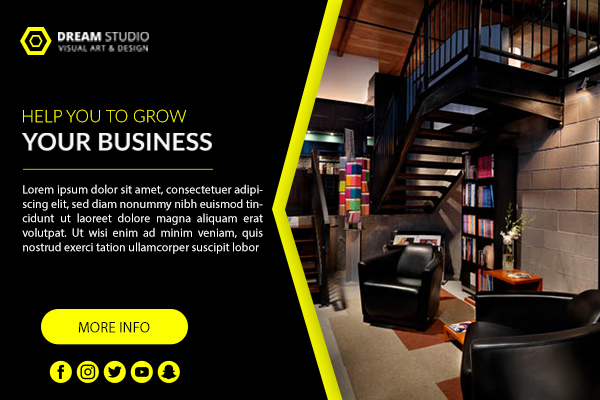 DREAM STUDIO
VISUAL ART & DESIGN
HELP YOU TO GROW
YOUR BUSINESS
Lorem ipsum dolor sit amet, consectetuer adipi-
scing elit, sed diam nonummy nibh euismod tin-
cidunt ut laoreet dolore magna aliquam erat
volutpat. Ut wisi enim ad minim veniam, quis
nostrud exerci tation ullamcorper suscipit lobor
MORE INFO